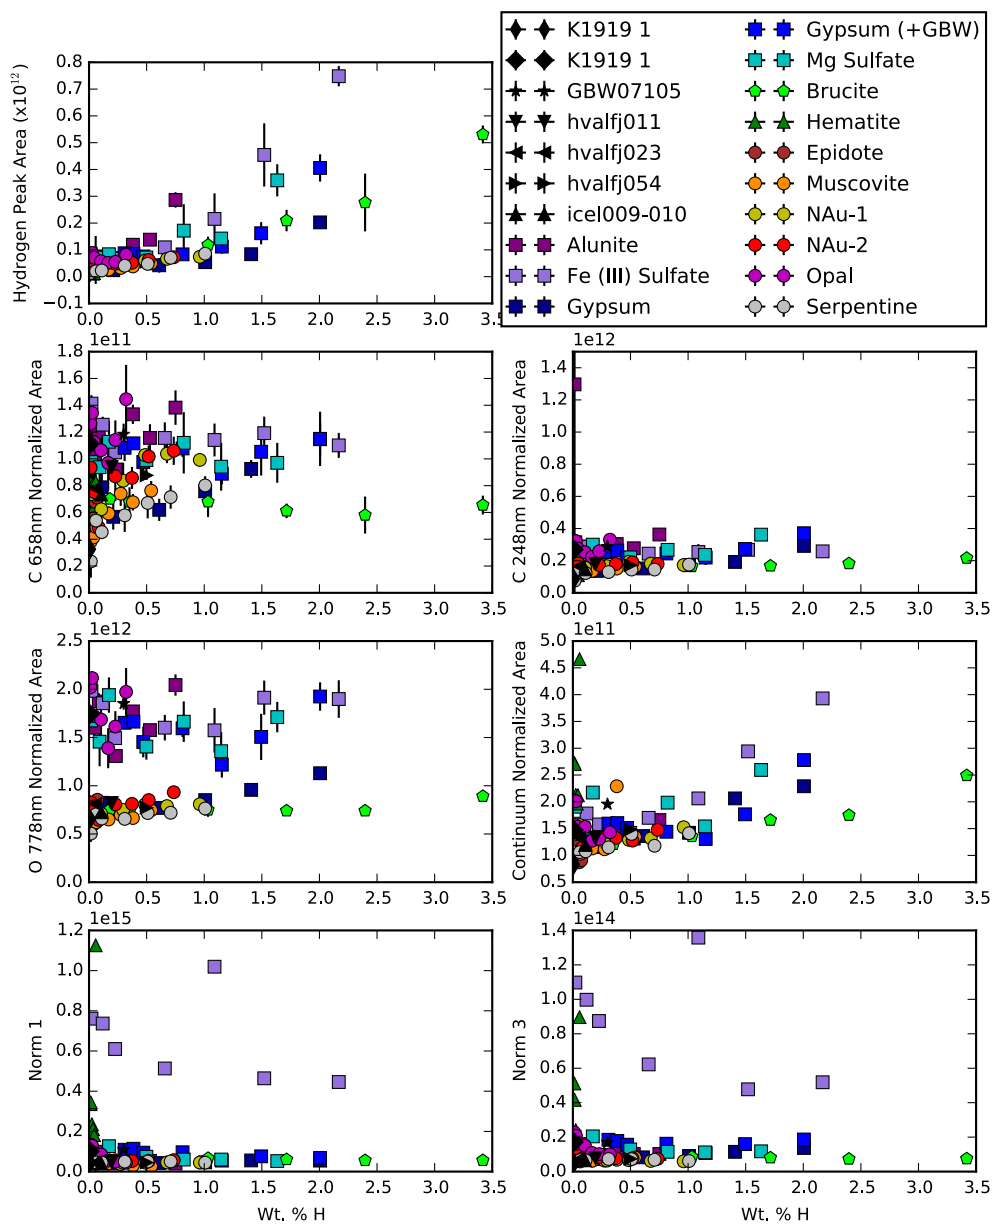 K1919 1
K1919 1
GBW07105
hvalfj011
hvalfj023
hvalfj054
icel009-010
Alunite
Fe (III) Sulfate
Gypsum
Gypsum (+GBW)
Mg Sulfate
Brucite
Hematite
Epidote
Muscovite
NAu-1
NAu-2
Opal
Serpentine
Hydrogen Peak Area (x10¹²)
0.8
0.7
0.6
0.5
0.4
0.3
0.2
0.1
0.0
−0.1
0.0 0.5 1.0 1.5 2.0 2.5 3.0 3.5
1e11
C 658nm Normalized Area
1.8
1.6
1.4
1.2
1.0
0.8
0.6
0.4
0.2
0.0
0.0 0.5 1.0 1.5 2.0 2.5 3.0 3.5
1e12
C 248nm Normalized Area
1.4
1.2
1.0
0.8
0.6
0.4
0.2
0.0
0.0 0.5 1.0 1.5 2.0 2.5 3.0 3.5
1e12
O 778nm Normalized Area
2.5
2.0
1.5
1.0
0.5
0.0
0.0 0.5 1.0 1.5 2.0 2.5 3.0 3.5
1e11
Continuum Normalized Area
5.0
4.5
4.0
3.5
3.0
2.5
2.0
1.5
1.0
0.5
0.0 0.5 1.0 1.5 2.0 2.5 3.0 3.5
1e15
Norm 1
1.2
1.0
0.8
0.6
0.4
0.2
0.0
0.0 0.5 1.0 1.5 2.0 2.5 3.0 3.5
Wt. % H
1e14
Norm 3
1.4
1.2
1.0
0.8
0.6
0.4
0.2
0.0
0.0 0.5 1.0 1.5 2.0 2.5 3.0 3.5
Wt. % H